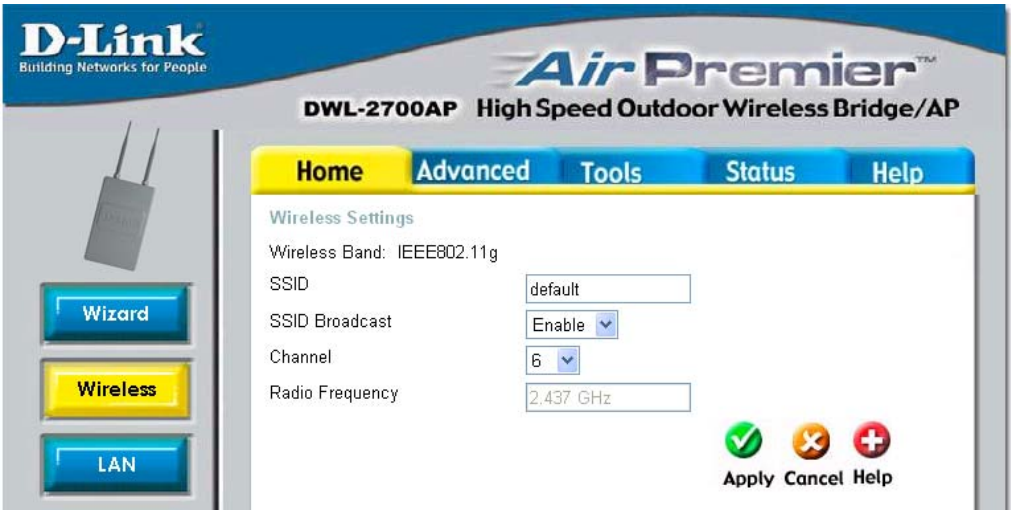 D-Link
Building Networks for People
Air Premier™
DWL-2700AP High Speed Outdoor Wireless Bridge/AP
Home Advanced Tools Status Help
Wireless Settings
Wireless Band: IEEE802.11g
SSID default
SSID Broadcast Enable
Channel 6
Radio Frequency 2.437 GHz
Wizard
Wireless
LAN
Apply Cancel Help